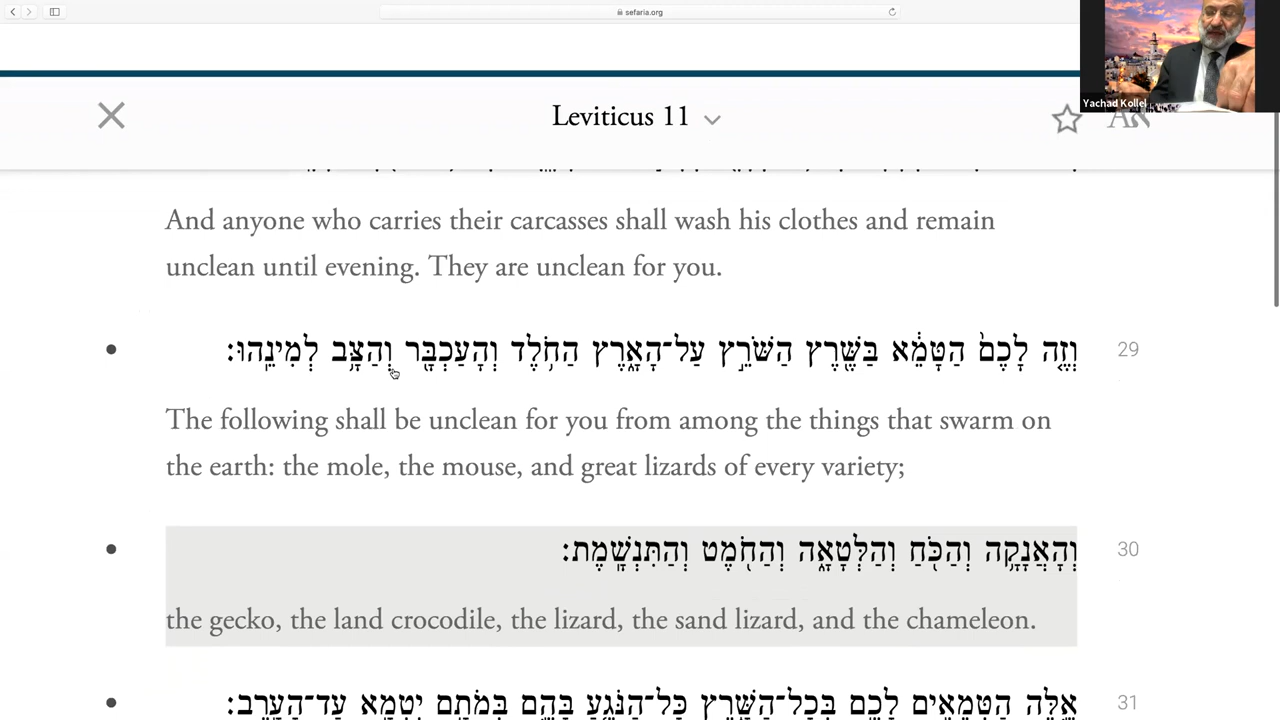 sefaria.org
Yachad Kollel
Leviticus 11
And anyone who carries their carcasses shall wash his clothes and remain
unclean until evening. They are unclean for you.
וְזֶ֤ה לָכֶם֙ הַטָּמֵ֔א בַּשֶּׁ֖רֶץ הַשֹּׁרֵ֣ץ עַל־הָאָ֑רֶץ הַחֹ֥לֶד וְהָעַכְבָּ֖ר וְהַצָּ֥ב לְמִינֵֽהוּ׃
29
The following shall be unclean for you from among the things that swarm on
the earth: the mole, the mouse, and great lizards of every variety;
וְהָאֲנָקָ֥ה וְהַכֹּ֖חַ וְהַלְּטָאָ֑ה וְהַחֹ֖מֶט וְהַתִּנְשָֽׁמֶת׃
30
the gecko, the land crocodile, the lizard, the sand lizard, and the chameleon.
אֵ֛לֶּה הַטְּמֵאִ֥ים לָכֶ֖ם בְּכׇל־הַשָּׁ֑רֶץ כׇּל־הַנֹּגֵ֧עַ בָּהֶ֛ם בְּמֹתָ֖ם יִטְמָ֥א עַד־הָעָֽרֶב׃
31